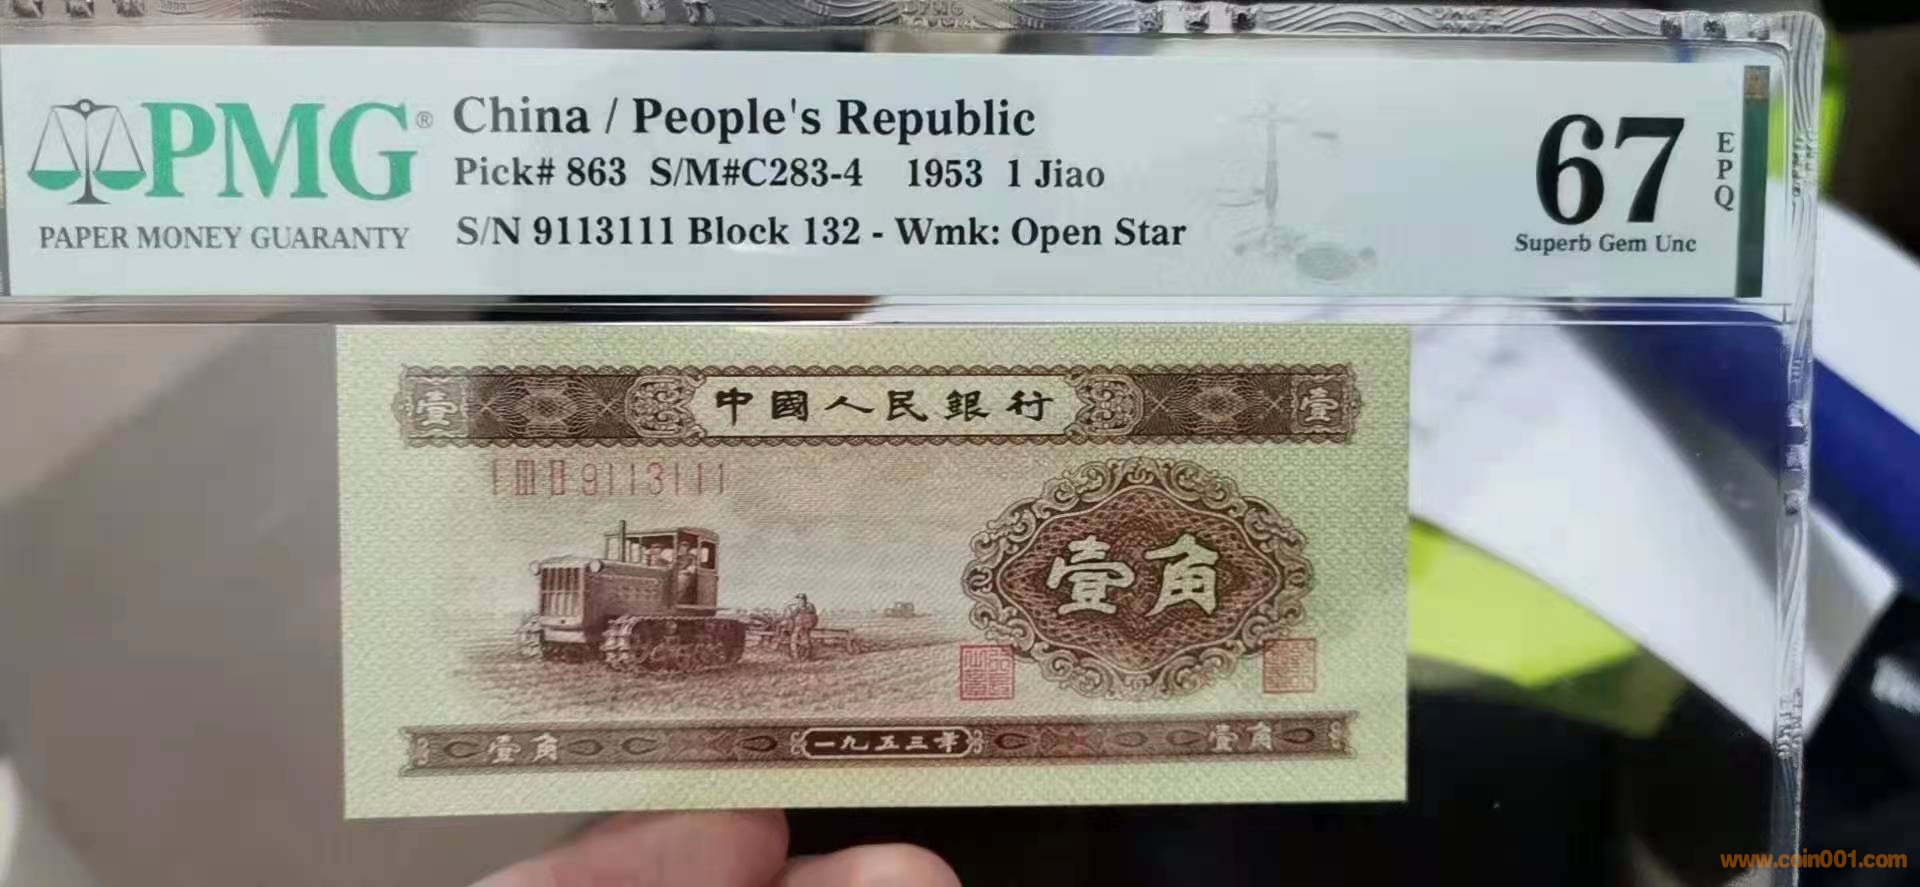 PMG®
PAPER MONEY GUARANTY
China / People's Republic
Pick# 863 S/M#C283-4 1953 1 Jiao
S/N 9113111 Block 132 - Wmk: Open Star
67
EPQ
Superb Gem Unc
壹 中國人民銀行 壹
I III II 9113111
壹角
壹角 一九五三年 壹角
www.coin001.com